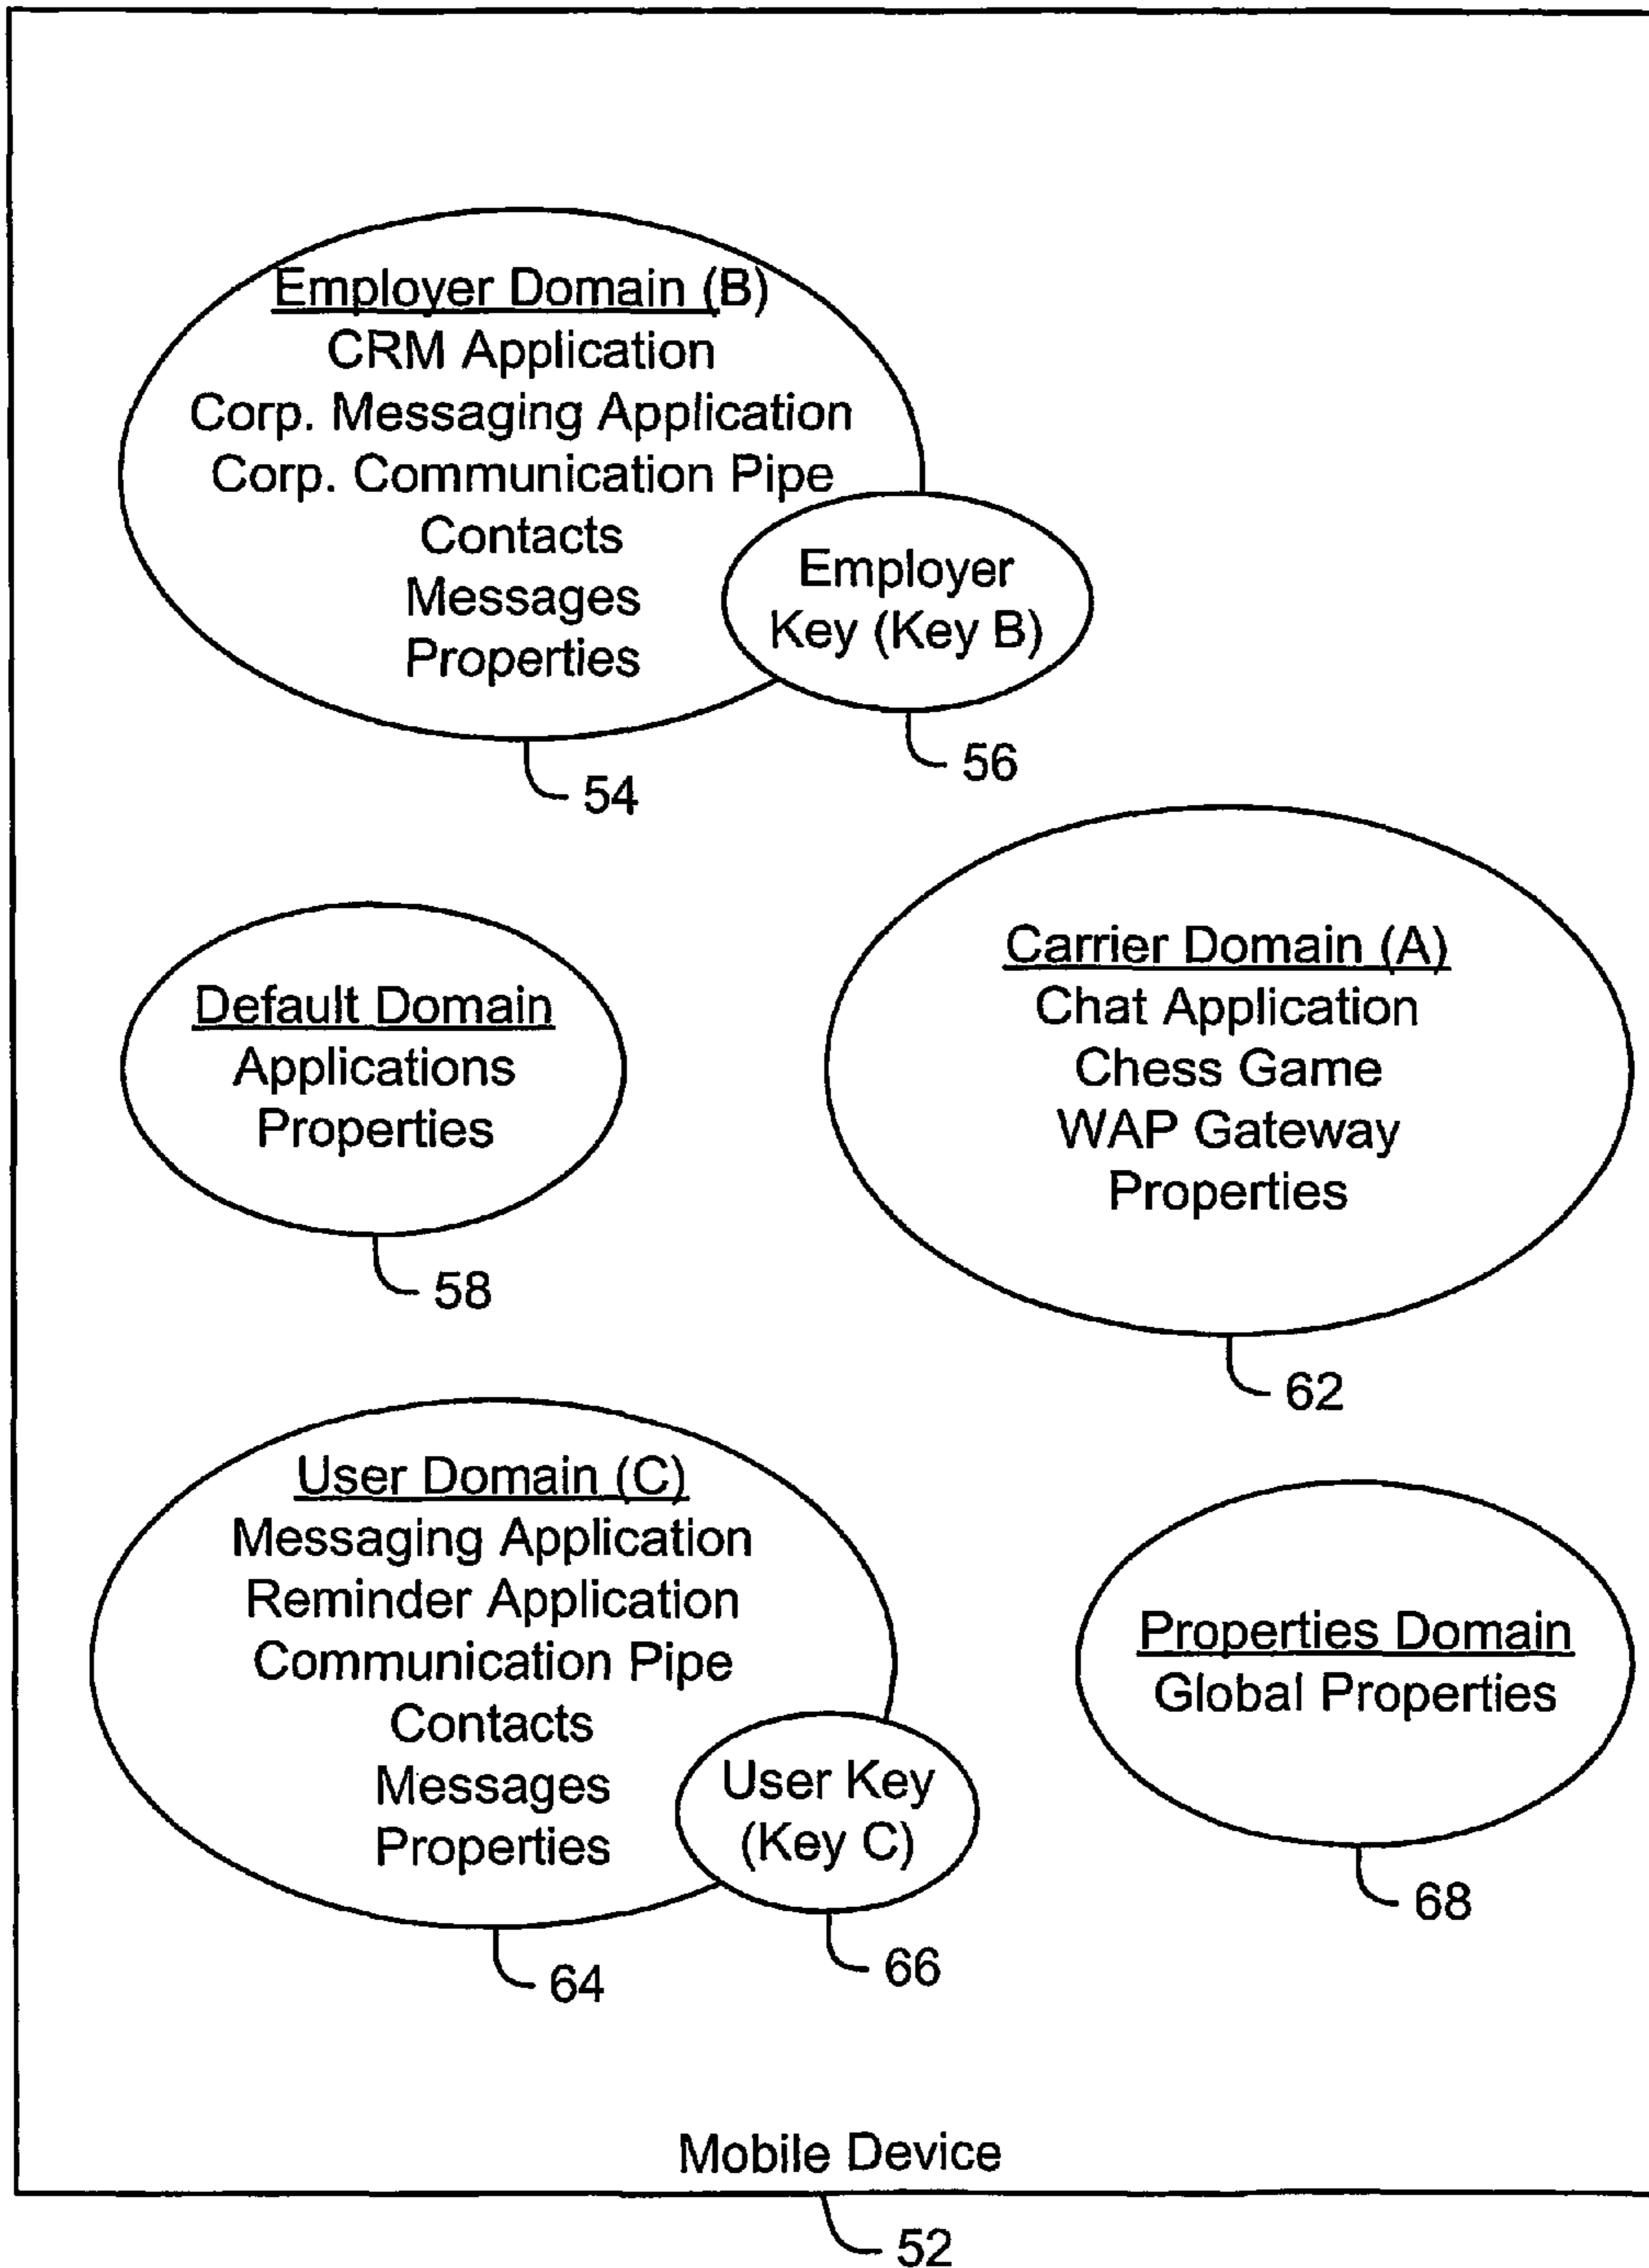 Employer Domain (B)
CRM Application
Corp. Messaging Application
Corp. Communication Pipe
Contacts
Messages
Properties
Employer
Key (Key B)
56
54
Carrier Domain (A)
Chat Application
Chess Game
WAP Gateway
Properties
62
Default Domain
Applications
Properties
58
User Domain (C)
Messaging Application
Reminder Application
Communication Pipe
Contacts
Messages
Properties
User Key
(Key C)
66
64
Properties Domain
Global Properties
68
Mobile Device
52